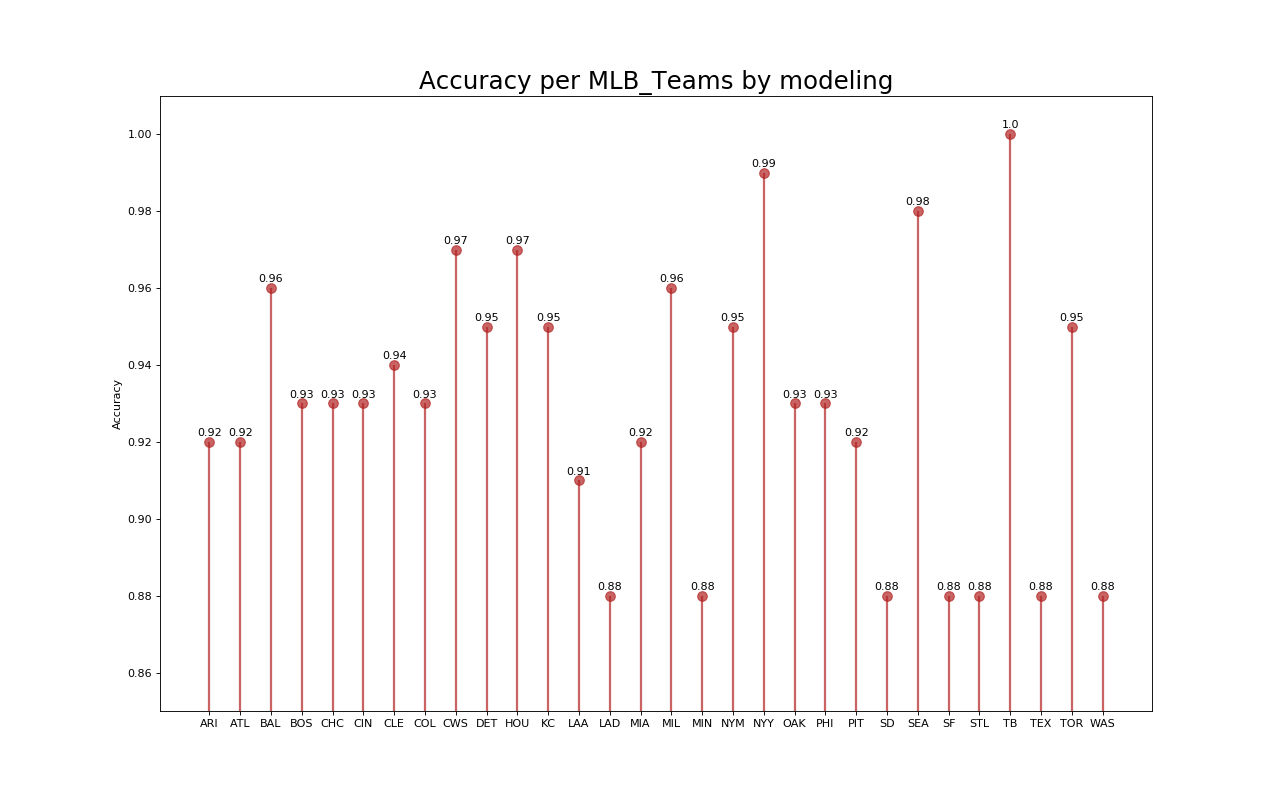 Accuracy per MLB_Teams by modeling
1.00
0.98
0.96
0.94
0.92
0.90
0.88
0.86
Accuracy
0.92 0.92 0.96 0.93 0.93 0.93 0.94 0.93 0.97 0.95 0.97 0.95 0.91 0.88 0.92 0.96 0.88 0.95 0.99 0.93 0.93 0.92 0.88 0.98 0.88 0.88 1.0 0.88 0.95 0.88
ARI ATL BAL BOS CHC CIN CLE COL CWS DET HOU KC LAA LAD MIA MIL MIN NYM NYY OAK PHI PIT SD SEA SF STL TB TEX TOR WAS